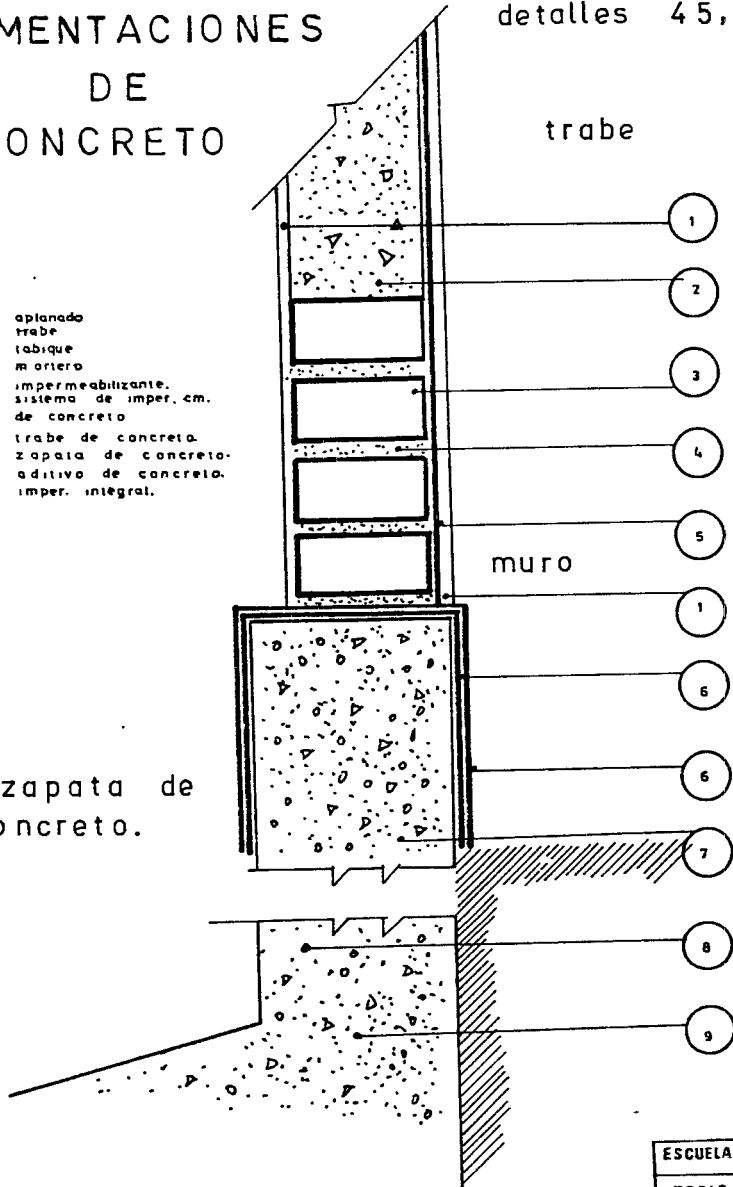 MENTACIONES
DE
ONCRETO
detalles 45,
trabe
1
2
aplanado
trabe
tabique
mortero
impermeabilizante.
sistema de imper. cm.
de concreto
trabe de concreto.
zapata de concreto.
aditivo de concreto.
imper. integral.
3
4
5
muro
1
6
zapata de
oncreto.
6
7
8
9
ESCUELA